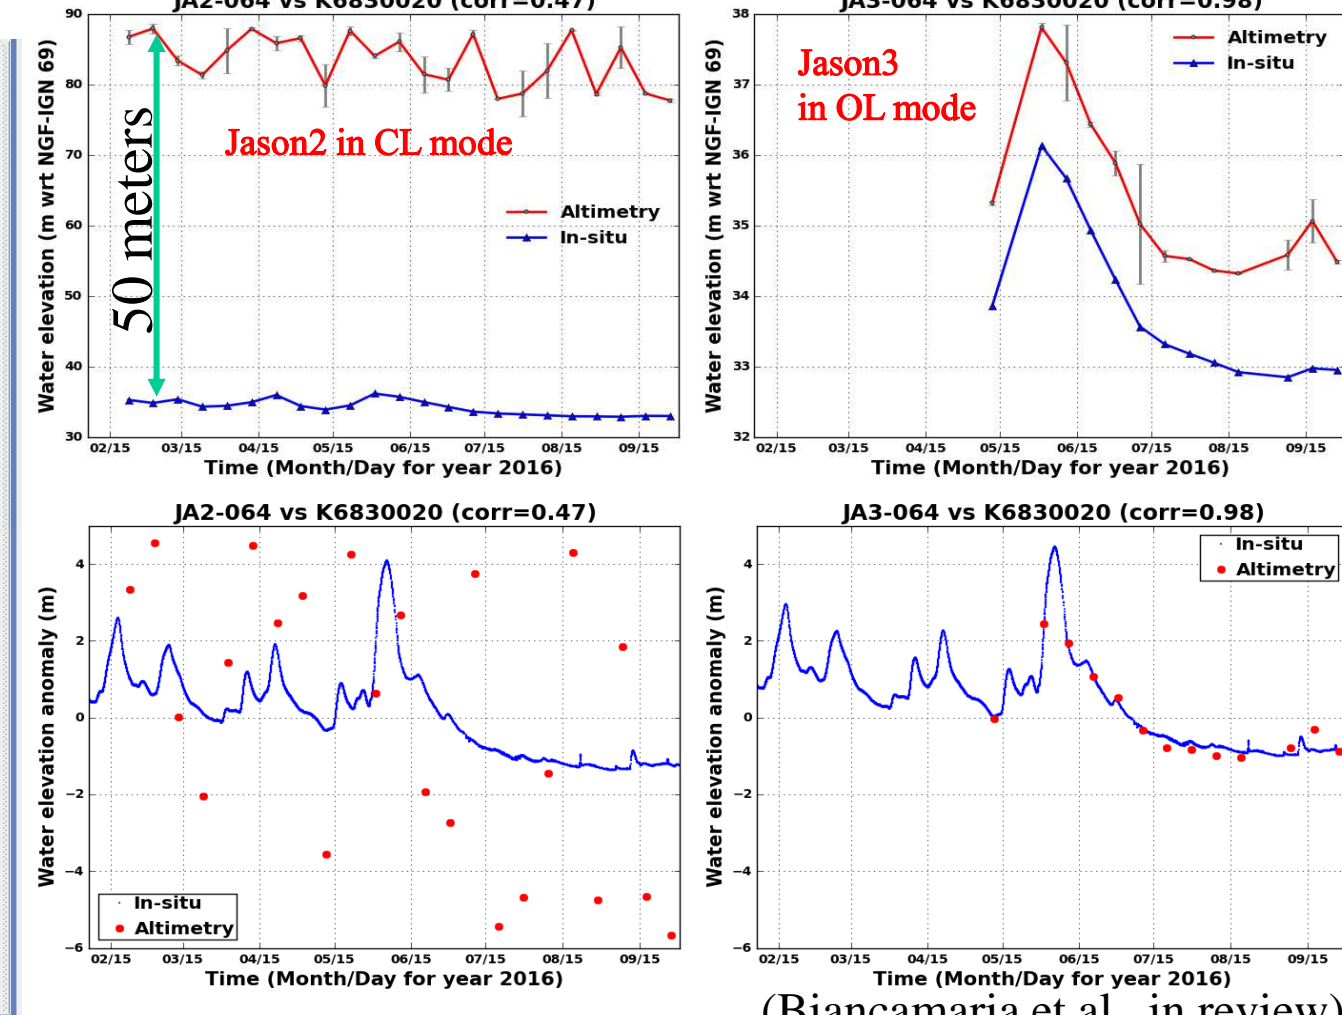 JA2-064 vs K6830020 (corr=0.47)
90
80
70
60
50
40
30
Water elevation (m wrt NGF-IGN 69)
50 meters
Jason2 in CL mode
Altimetry
In-situ
02/15 03/15 04/15 05/15 06/15 07/15 08/15 09/15
Time (Month/Day for year 2016)
JA3-064 vs K6830020 (corr=0.98)
38
37
36
35
34
33
32
Water elevation (m wrt NGF-IGN 69)
Jason3
in OL mode
Altimetry
In-situ
02/15 03/15 04/15 05/15 06/15 07/15 08/15 09/15
Time (Month/Day for year 2016)
JA2-064 vs K6830020 (corr=0.47)
4
2
0
−2
−4
−6
Water elevation anomaly (m)
In-situ
Altimetry
02/15 03/15 04/15 05/15 06/15 07/15 08/15 09/15
Time (Month/Day for year 2016)
JA3-064 vs K6830020 (corr=0.98)
4
2
0
−2
−4
−6
Water elevation anomaly (m)
In-situ
Altimetry
02/15 03/15 04/15 05/15 06/15 07/15 08/15 09/15
Time (Month/Day for year 2016)
(Biancamaria et al., in review)